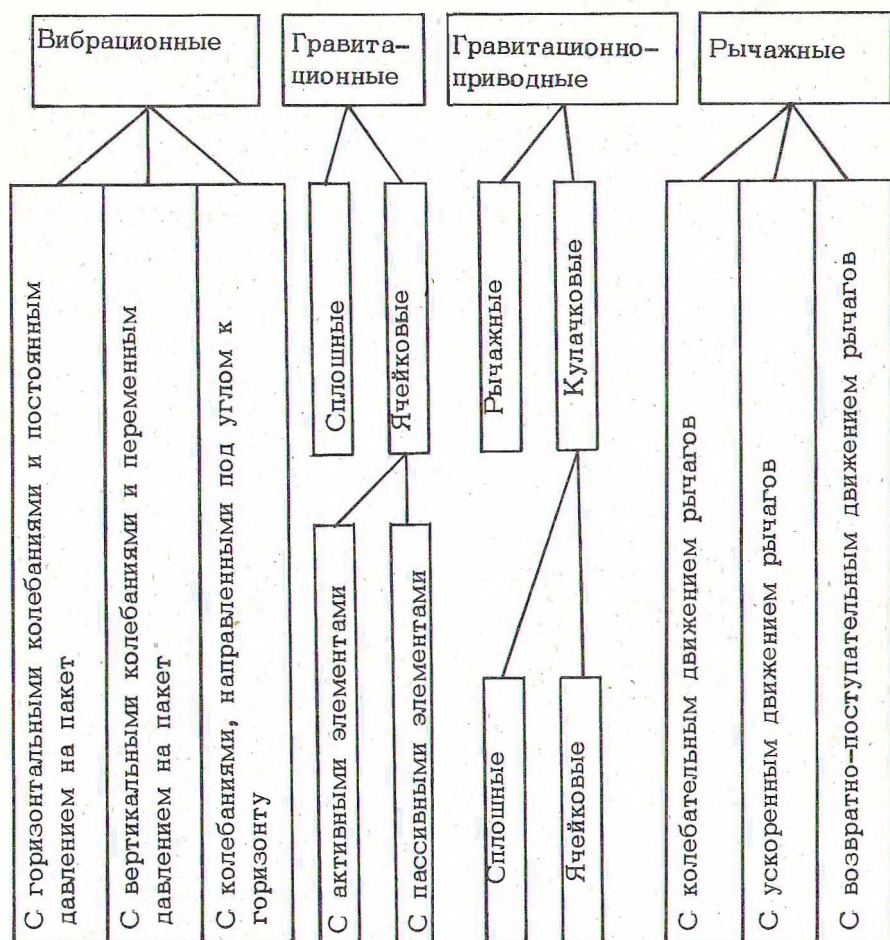 Вибрационные
Гравита-
ционные
Гравитационно-
приводные
Рычажные
С горизонтальными колебаниями и постоянным
давлением на пакет
С вертикальными колебаниями и переменным
давлением на пакет
С колебаниями, направленными под углом к
горизонту
Сплошные
Ячейковые
Рычажные
Кулачковые
С колебательным движением рычагов
С ускоренным движением рычагов
С возвратно-поступательным движением рычагов
С активными элементами
С пассивными элементами
Сплошные
Ячейковые